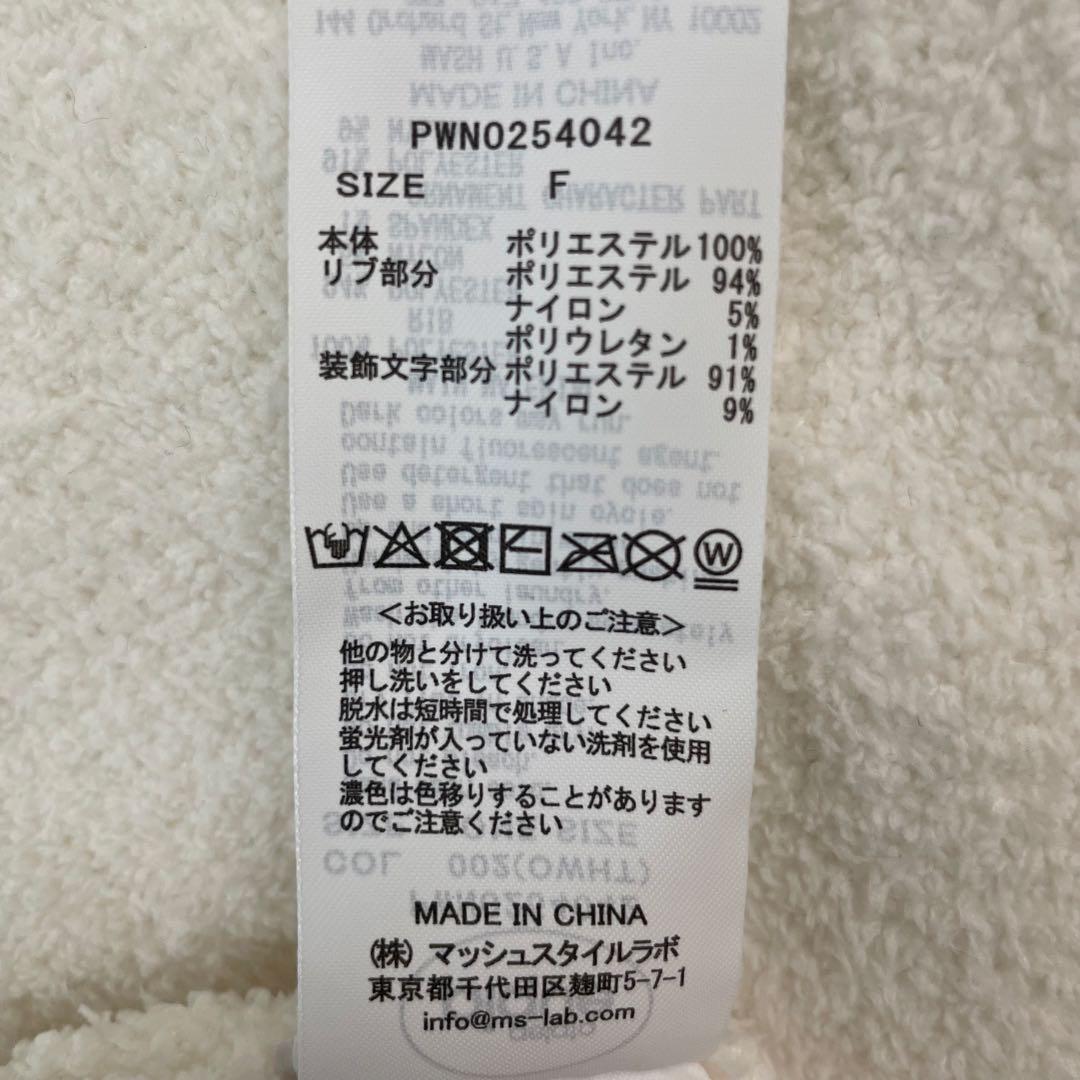 PWNO254042
SIZE F
本体 ポリエステル 100%
リブ部分 ポリエステル 94%
ナイロン 5%
ポリウレタン 1%
装飾文字部分 ポリエステル 91%
ナイロン 9%
W
<お取り扱い上のご注意>
他の物と分けて洗ってください
押し洗いをしてください
脱水は短時間で処理してください
蛍光剤が入っていない洗剤を使用
してください
濃色は色移りすることがあります
のでご注意ください
MADE IN CHINA
(株)マッシュスタイルラボ
東京都千代田区麹町5-7-1
info@ms-lab.com